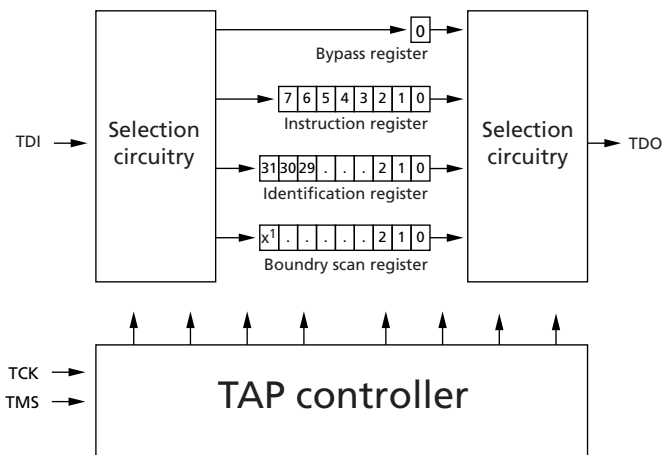 0
Bypass register
7 6 5 4 3 2 1 0
Instruction register
TDI
Selection
circuitry
Selection
circuitry
TDO
31 30 29 . . . 2 1 0
Identification register
x¹ . . . . . 2 1 0
Boundry scan register
TCK
TMS
TAP controller